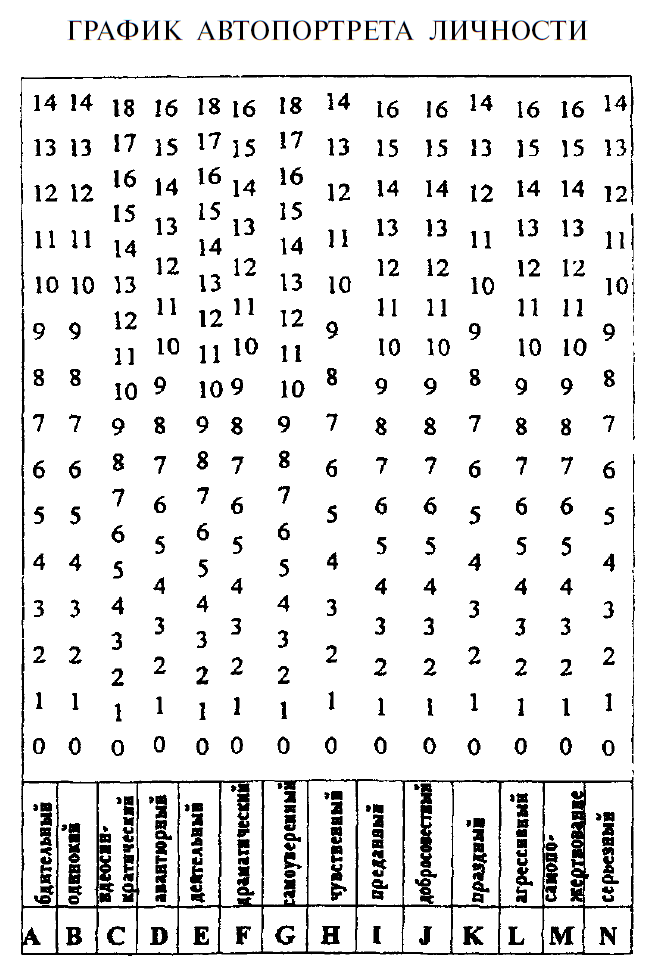 ГРАФИК АВТОПОРТРЕТА ЛИЧНОСТИ
14 14 18 16 18 16 18 14 16 16 14 16 16 14
13 13 17 15 17 15 17 13 15 15 13 15 15 13
12 12 16 14 16 14 16 12 14 14 12 14 14 12
11 11 15 13 15 13 15 11 13 13 11 13 13 11
14 12 14 12 14 12 12 12 12
10 10 13 13 13 10 10 10
12 11 12 11 12 11 11 11 11
9 9 11 10 11 10 11 9 10 10 9 10 10 9
8 8 10 9 10 9 10 8 9 9 8 9 9 8
7 7 9 8 9 8 9 7 8 8 7 8 8 7
6 6 8 7 8 7 8 6 7 7 6 7 7 6
5 5 7 6 7 6 7 5 6 6 5 6 6 5
6 5 6 5 6 5 5 5 5
4 4 5 5 5 4 4 4
3 3 4 4 4 4 4 3 4 4 3 4 4 3
3 3 3 3 3 3 3 3 3
2 2 2 2 2 2 2 2 2 2 2 2 2 2
1 1 1 1 1 1 1 1 1 1 1 1 1 1
0 0 0 0 0 0 0 0 0 0 0 0 0 0
бдительный
одинокий
идеосин-
кратический
авантюрный
деятельный
драматический
самоуверенный
чувственный
преданный
добросовестный
праздный
агрессивный
самопо-
жертвование
серьезный
A B C D E F G H I J K L M N